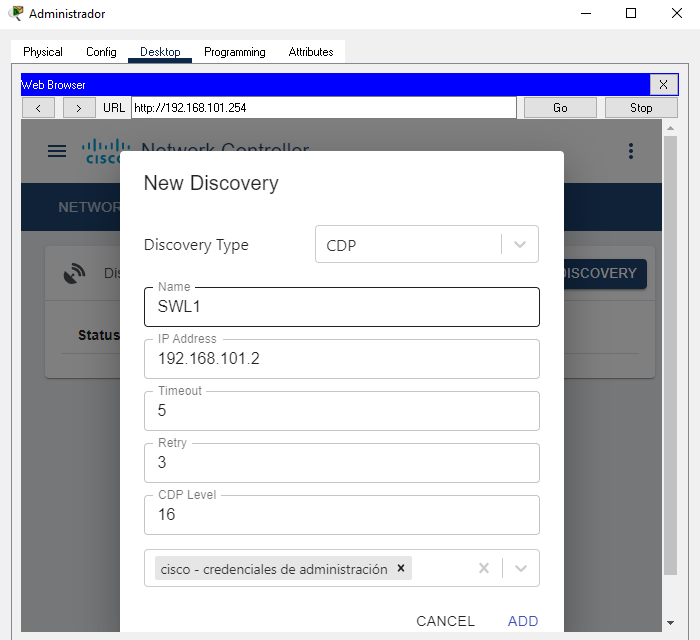 Administrador
Physical Config Desktop Programming Attributes
Web Browser X
< > URL http://192.168.101.254 Go Stop
CISCO Network Controller
NETWOR
New Discovery
Discovery Type CDP
Dis DISCOVERY
Name
SWL1
Status
IP Address
192.168.101.2
Timeout
5
Retry
3
CDP Level
16
cisco - credenciales de administración ×
CANCEL ADD